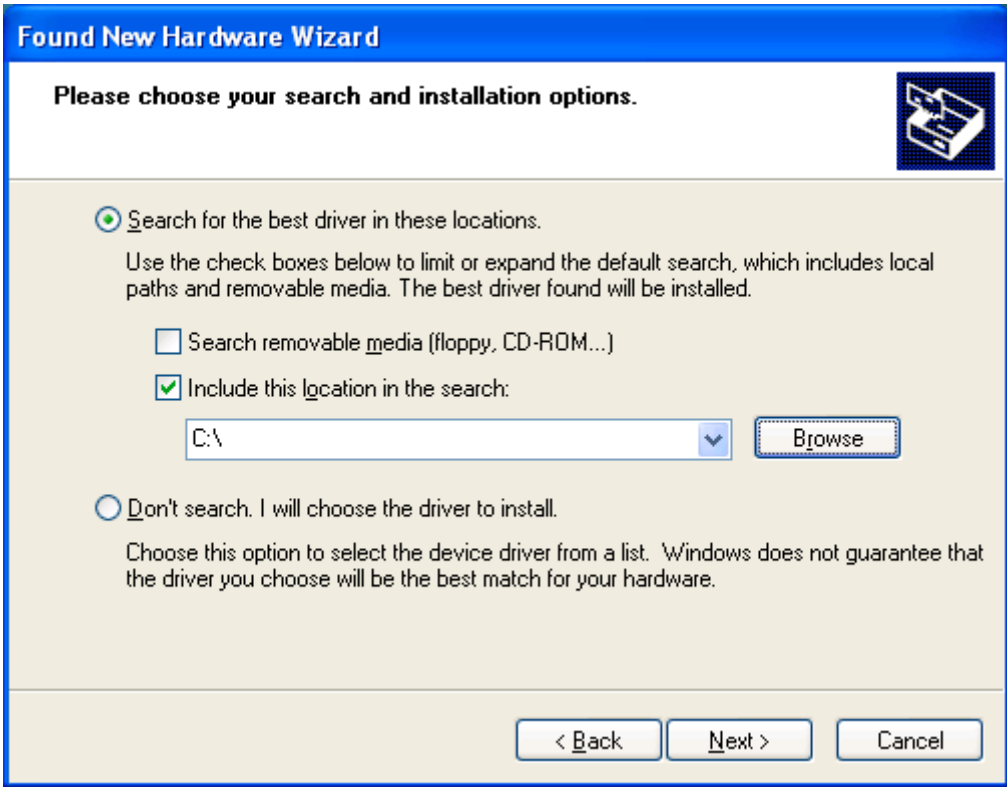 Found New Hardware Wizard
Please choose your search and installation options.
Search for the best driver in these locations.
Use the check boxes below to limit or expand the default search, which includes local
paths and removable media. The best driver found will be installed.
Search removable media (floppy, CD-ROM...)
Include this location in the search:
C:\
Browse
Don't search. I will choose the driver to install.
Choose this option to select the device driver from a list. Windows does not guarantee that
the driver you choose will be the best match for your hardware.
< Back
Next >
Cancel